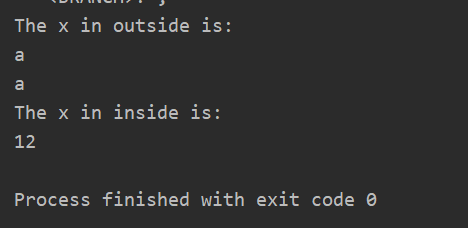 The x in outside is:
a
a
The x in inside is:
12
Process finished with exit code 0